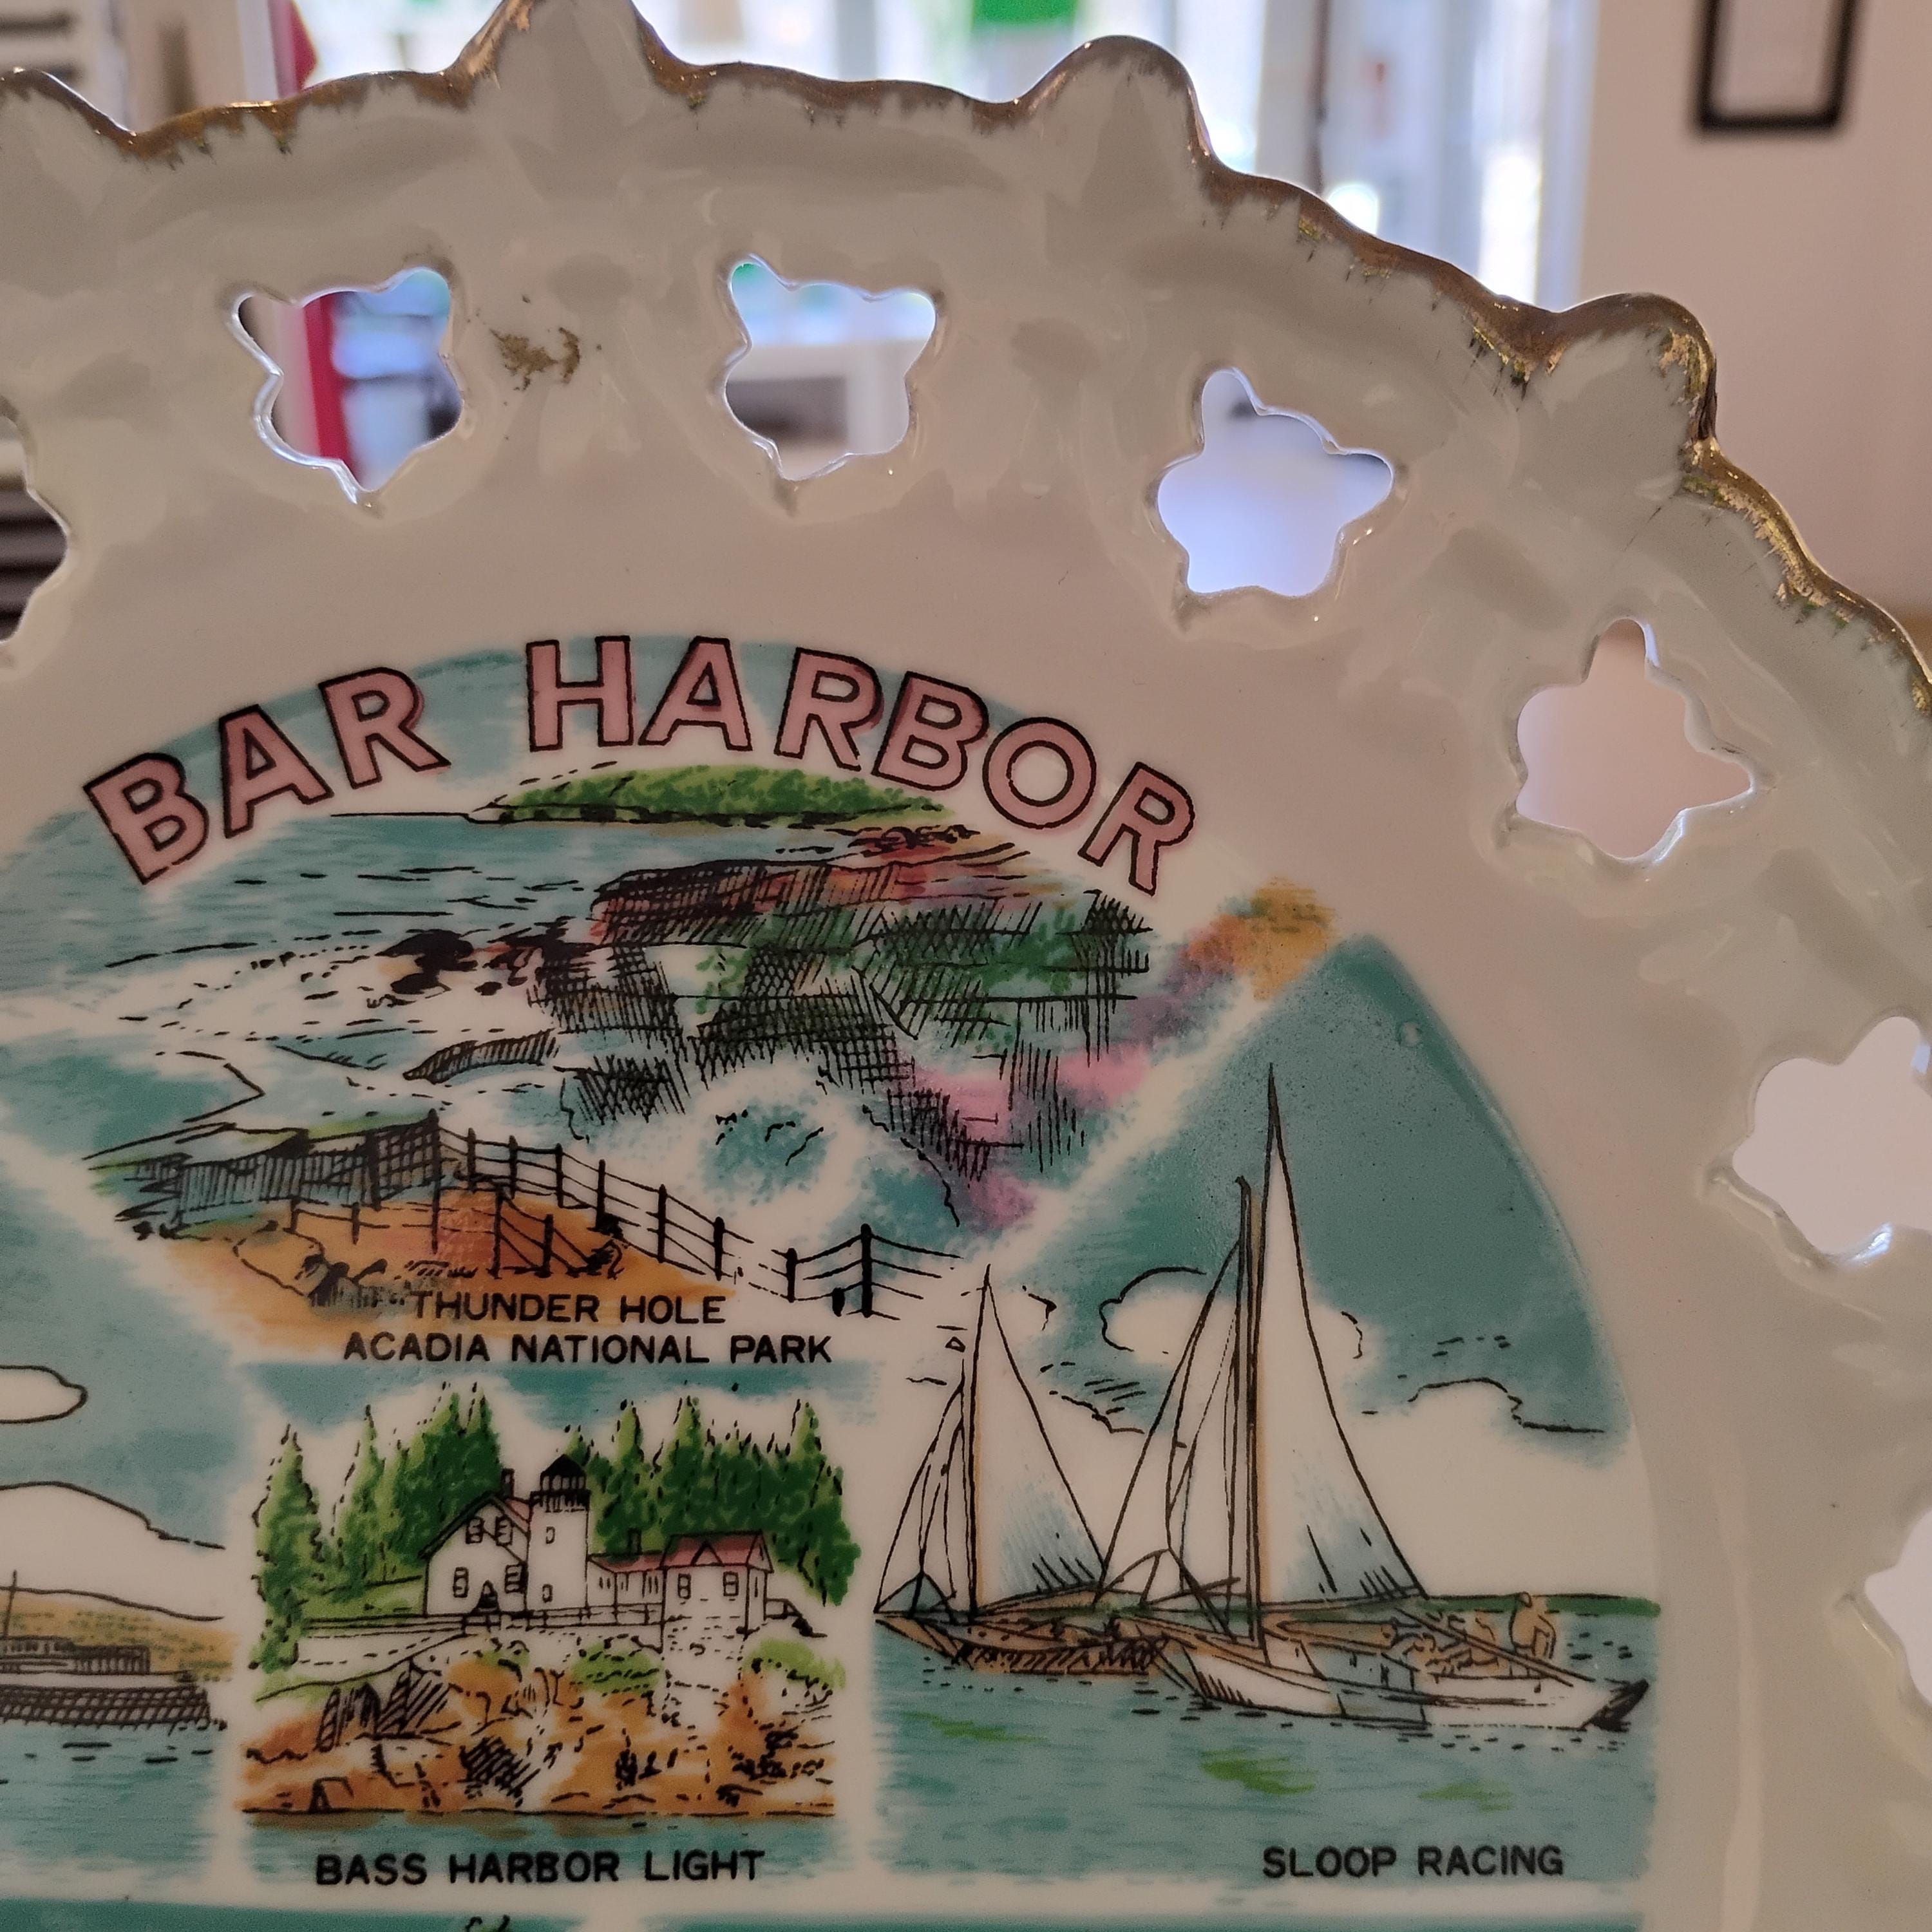 BAR HARBOR
THUNDER HOLE
ACADIA NATIONAL PARK
BASS HARBOR LIGHT
SLOOP RACING